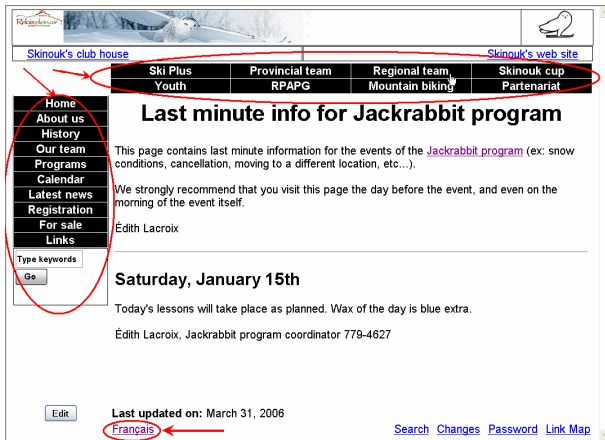 Relaisplein air
Skinouk's club house
Skinouk's web site
Ski Plus Provincial team Regional team Skinouk cup
Youth RPAPG Mountain biking Partenariat
Home
About us
History
Our team
Programs
Calendar
Latest news
Registration
For sale
Links
Type keywords
Go
Last minute info for Jackrabbit program
This page contains last minute information for the events of the Jackrabbit program (ex: snow
conditions, cancellation, moving to a different location, etc...).
We strongly recommend that you visit this page the day before the event, and even on the
morning of the event itself.
Édith Lacroix
Saturday, January 15th
Today's lessons will take place as planned. Wax of the day is blue extra.
Édith Lacroix, Jackrabbit program coordinator 779-4627
Edit
Last updated on: March 31, 2006
Français
Search Changes Password Link Map